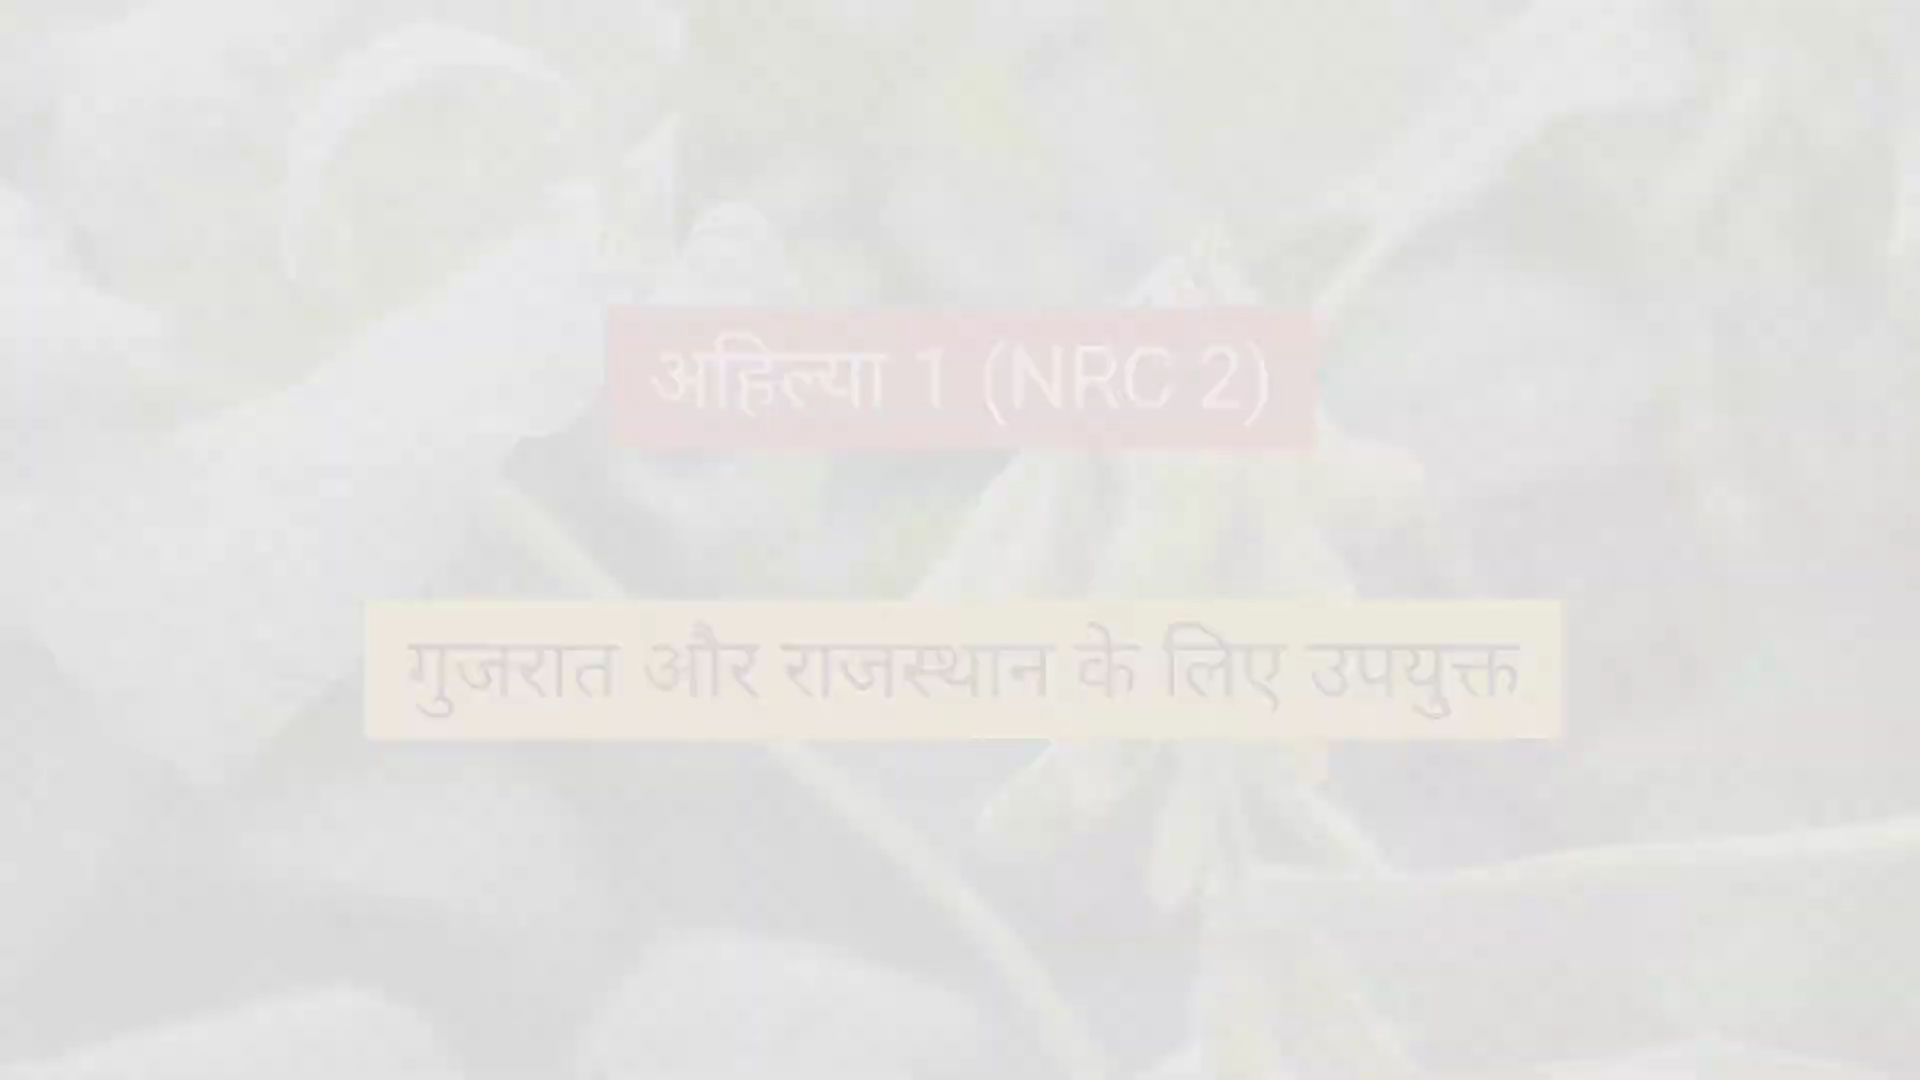 अहिल्या 1 (NRC 2)
गुजरात और राजस्थान के लिए उपयुक्त